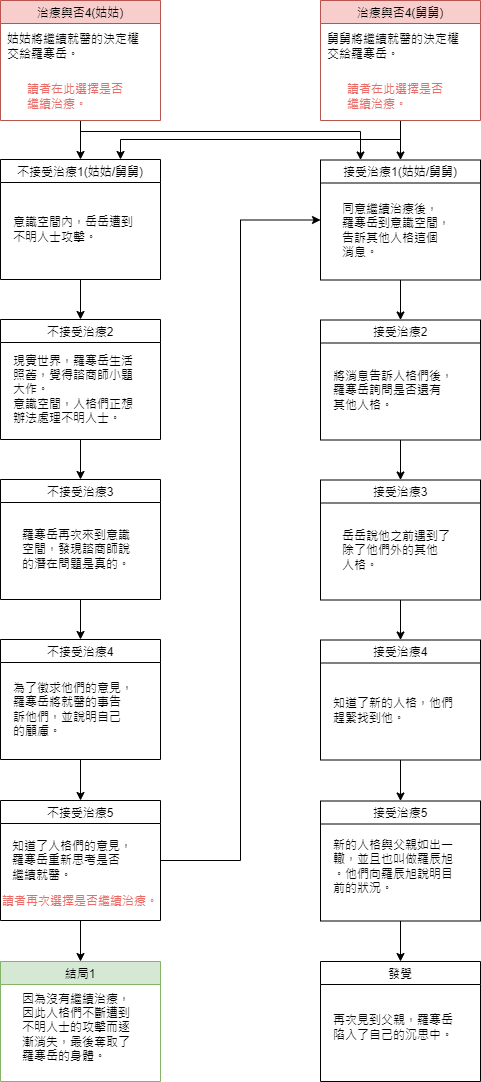 治療與否4(姑姑)
姑姑將繼續就醫的決定權
交給羅寒岳。
讀者在此選擇是否
繼續治療。
治療與否4(舅舅)
舅舅將繼續就醫的決定權
交給羅寒岳。
讀者在此選擇是否
繼續治療。
不接受治療1(姑姑/舅舅)
意識空間內，岳岳遭到
不明人士攻擊。
接受治療1(姑姑/舅舅)
同意繼續治療後，
羅寒岳到意識空間，
告訴其他人格這個
消息。
不接受治療2
現實世界，羅寒岳生活
照舊，覺得諮商師小題
大作。
意識空間，人格們正想
辦法處理不明人士。
接受治療2
將消息告訴人格們後，
羅寒岳詢問是否還有
其他人格。
不接受治療3
羅寒岳再次來到意識
空間，發現諮商師說
的潛在問題是真的。
接受治療3
岳岳說他之前遇到了
除了他們外的其他
人格。
不接受治療4
為了徵求他們的意見，
羅寒岳將就醫的事告
訴他們，並說明自己
的顧慮。
接受治療4
知道了新的人格，他們
趕緊找到他。
不接受治療5
知道了人格們的意見，
羅寒岳重新思考是否
繼續就醫。
讀者再次選擇是否繼續治療。
接受治療5
新的人格與父親如出一
轍，並且也叫做羅辰旭
。他們向羅辰旭說明目
前的狀況。
結局1
因為沒有繼續治療，
因此人格們不斷遭到
不明人士的攻擊而逐
漸消失，最後奪取了
羅寒岳的身體。
發覺
再次見到父親，羅寒岳
陷入了自己的沉思中。